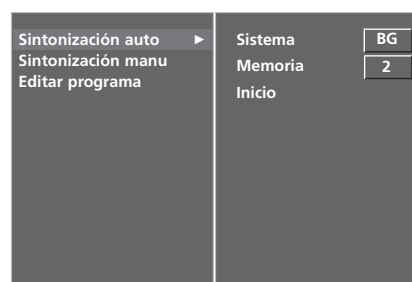 Sintonización auto ►
Sintonización manu
Editar programa
Sistema BG
Memoria 2
Inicio